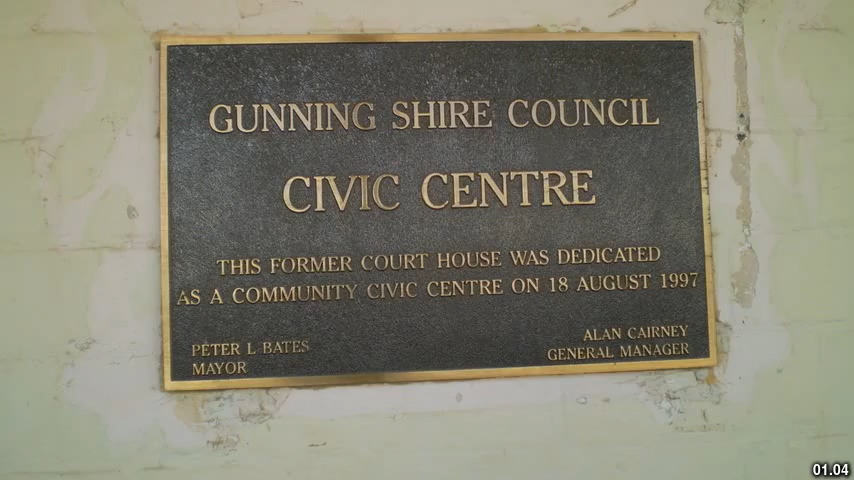 GUNNING SHIRE COUNCIL
CIVIC CENTRE
THIS FORMER COURT HOUSE WAS DEDICATED
AS A COMMUNITY CIVIC CENTRE ON 18 AUGUST 1997
PETER L BATES
MAYOR
ALAN CAIRNEY
GENERAL MANAGER
01.04